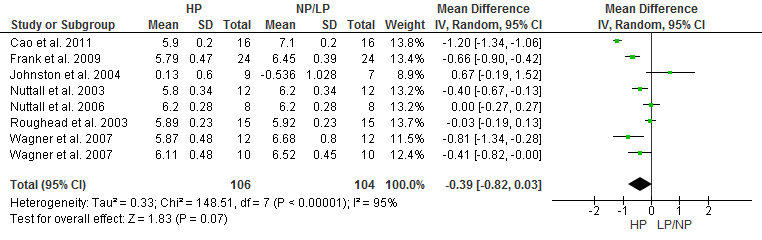 HP NP/LP Mean Difference Mean Difference
Study or Subgroup Mean SD Total Mean SD Total Weight IV, Random, 95% CI IV, Random, 95% CI
Cao et al. 2011 5.9 0.2 16 7.1 0.2 16 13.8% -1.20 [-1.34, -1.06]
Frank et al. 2009 5.79 0.47 24 6.45 0.39 24 13.6% -0.66 [-0.90, -0.42]
Johnston et al. 2004 0.13 0.6 9 -0.536 1.028 7 8.9% 0.67 [-0.19, 1.52]
Nuttall et al. 2003 5.8 0.34 12 6.2 0.34 12 13.4% -0.40 [-0.67, -0.13]
Nuttall et al. 2006 6.2 0.28 8 6.2 0.28 8 13.4% 0.00 [-0.27, 0.27]
Roughead et al. 2003 5.89 0.23 15 5.92 0.23 15 13.8% -0.03 [-0.19, 0.13]
Wagner et al. 2007 5.87 0.48 12 6.68 0.8 12 11.7% -0.81 [-1.34, -0.28]
Wagner et al. 2007 6.11 0.48 10 6.52 0.45 10 12.4% -0.41 [-0.82, -0.00]
Total (95% CI) 106 104 100.0% -0.39 [-0.82, 0.03]
Heterogeneity: Tau² = 0.33; Chi² = 148.51, df = 7 (P < 0.00001); I² = 95%
Test for overall effect: Z = 1.83 (P = 0.07)
-2 -1 0 1 2
HP LP/NP